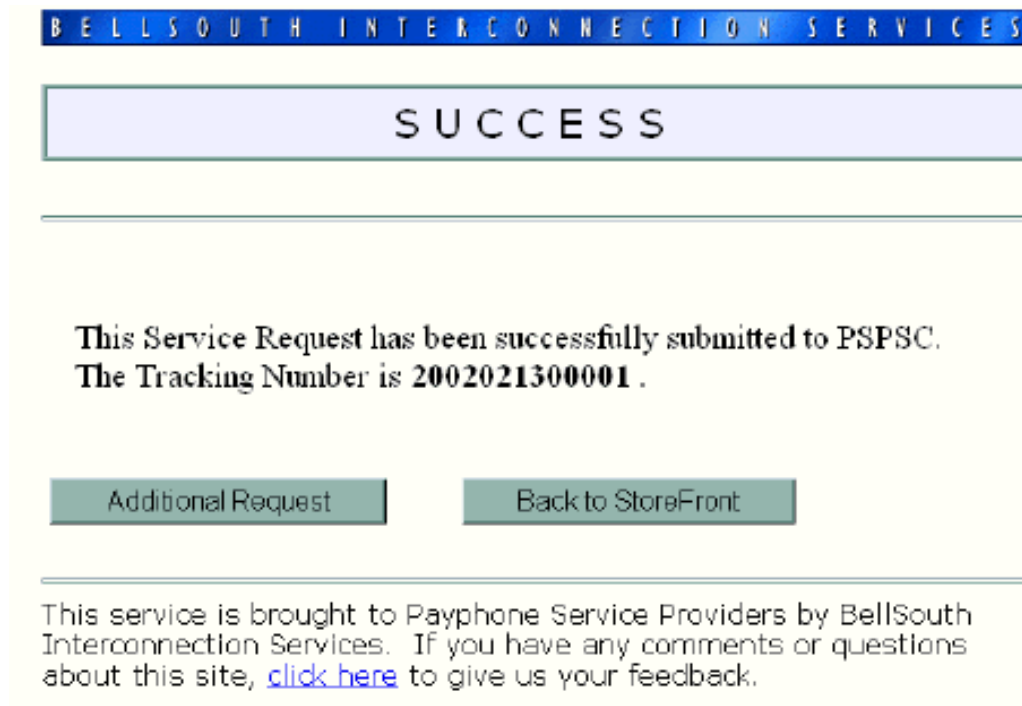 BELLSOUTH INTERCONNECTION SERVICES
SUCCESS
This Service Request has been successfully submitted to PSPSC.
The Tracking Number is 2002021300001 .
Additional Request Back to StoreFront
This service is brought to Payphone Service Providers by BellSouth
Interconnection Services. If you have any comments or questions
about this site, click here to give us your feedback.